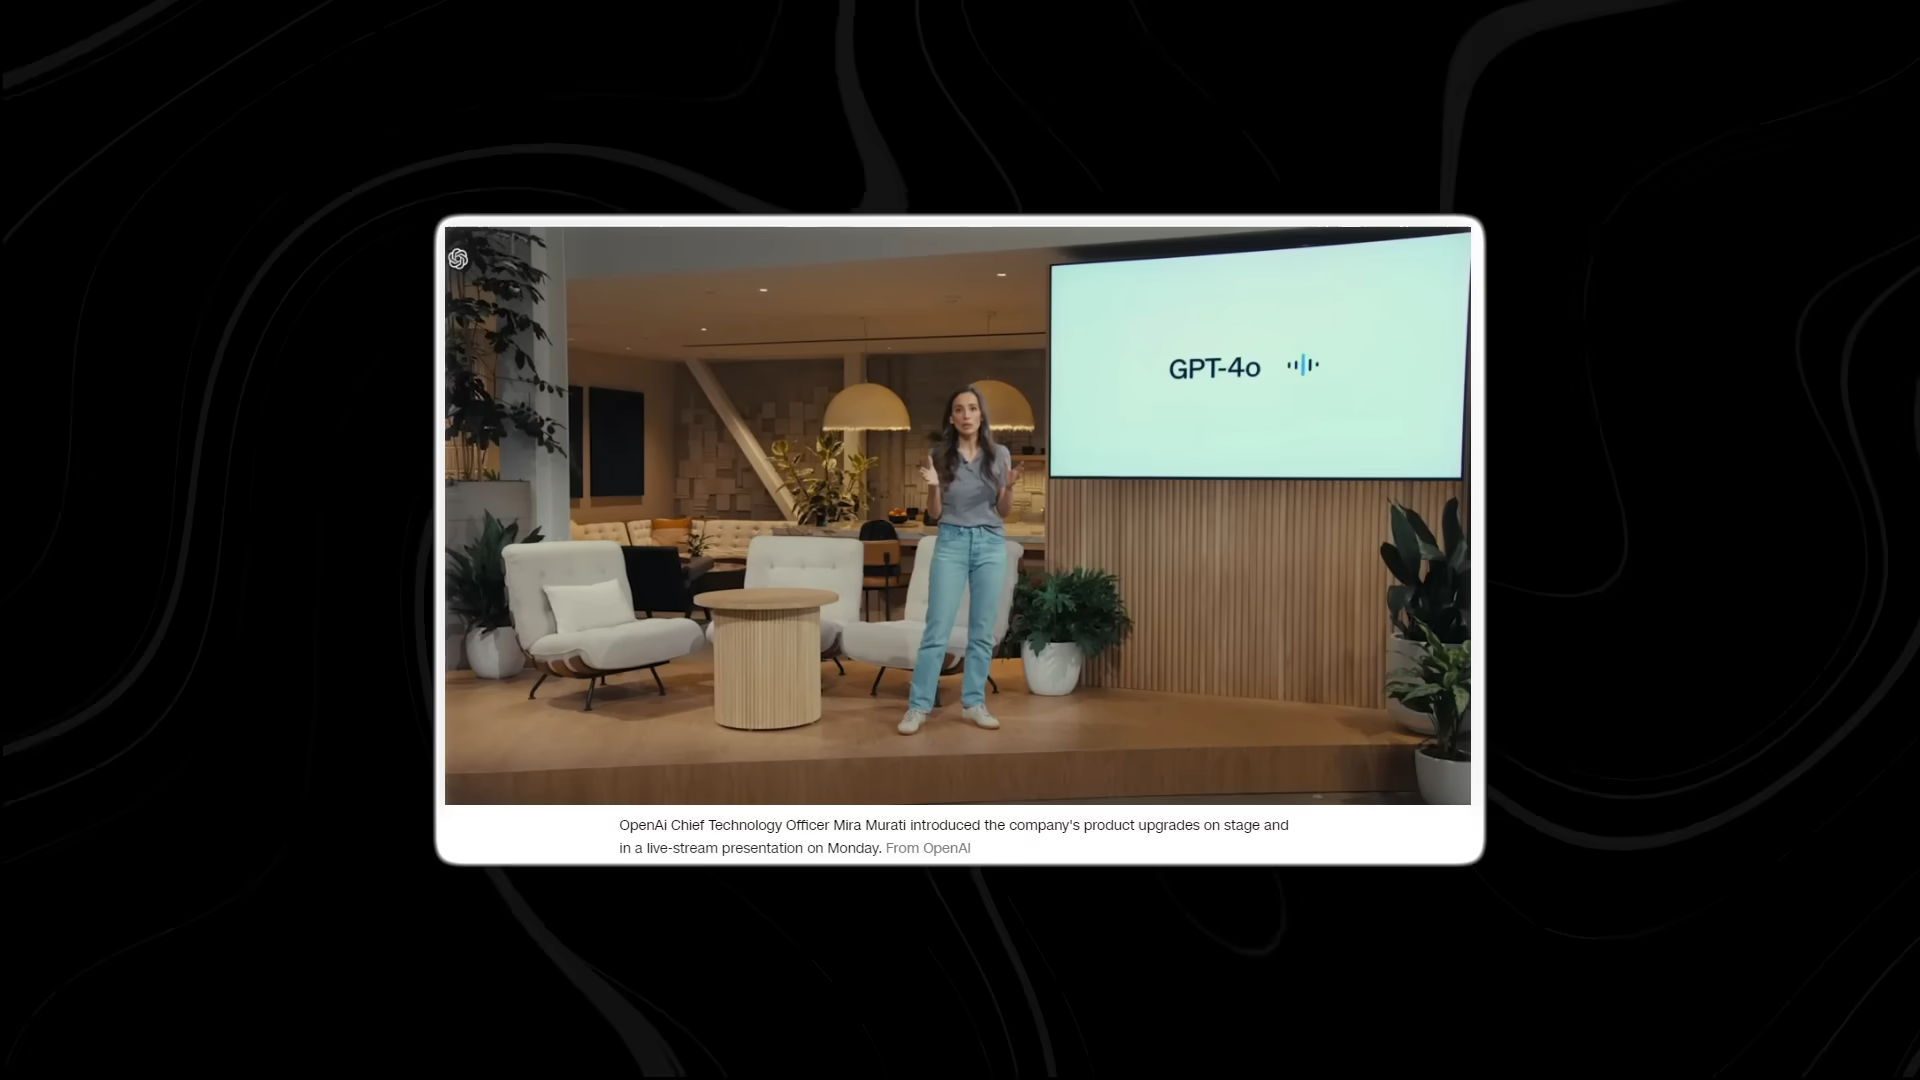 GPT-4o
OpenAi Chief Technology Officer Mira Murati introduced the company's product upgrades on stage and
in a live-stream presentation on Monday. From OpenAI